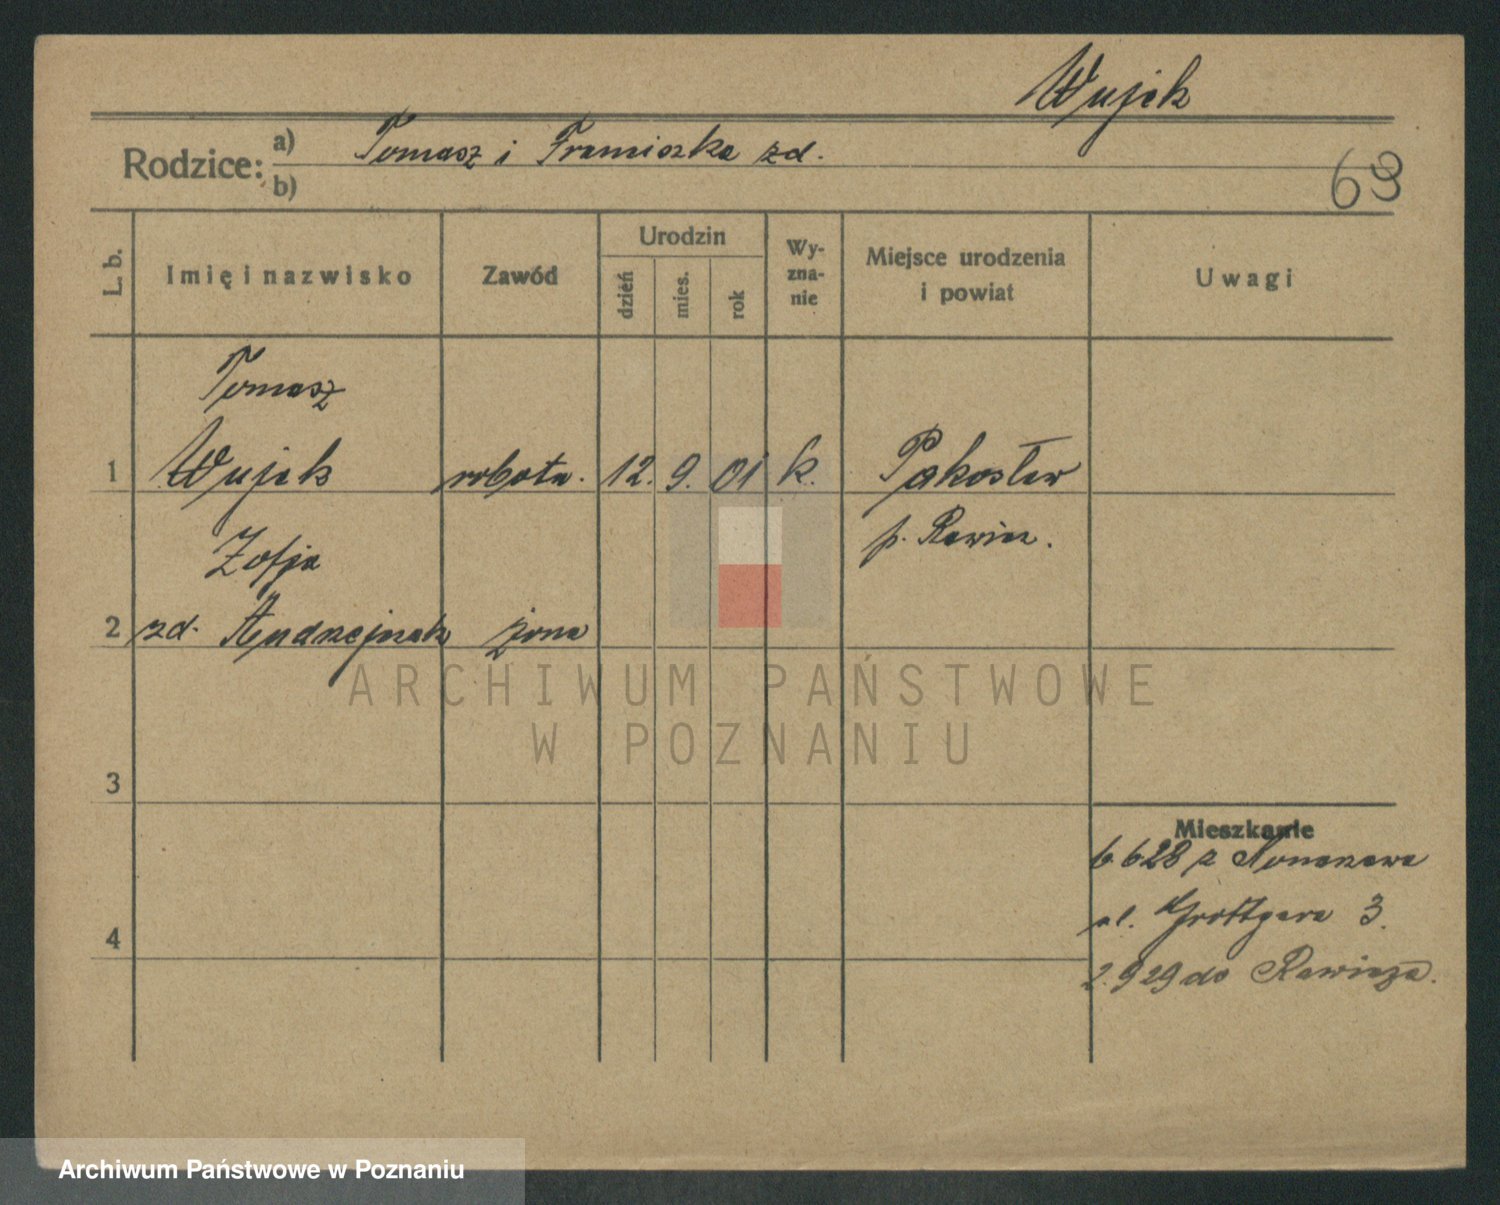 Wujek
Rodzice: a) Tomasz i Franciszka zd.
b)
69
L. b.
Imię i nazwisko
Zawód
Urodzin
dzień
mies.
rok
Wy-
zna-
nie
Miejsce urodzenia
i powiat
Uwagi
Tomasz
1 Wujek robotn. 12. 9. 01 k. Pakosław
p. Rawicz.
Zofja
2 zd. Andrzejczak żona
ARCHIWUM PAŃSTWOWE
W POZNANIU
3
Mieszkanie
6 6 28 z
ul. Grottgera 3.
4
2. 9 29 do Rawicza.
Archiwum Państwowe w Poznaniu